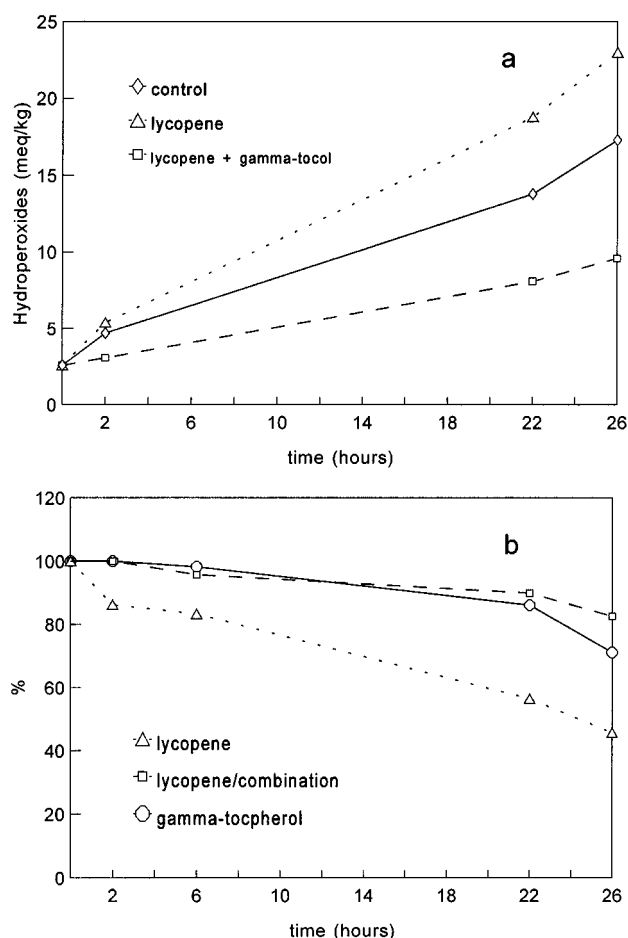 25
a
20
control
lycopene
lycopene + gamma-tocol
15
10
5
0
Hydroperoxides (meq/kg)
2 6 10 14 18 22 26
time (hours)
120
b
100
80
60
40
20
0
%
lycopene
lycopene/combination
gamma-tocpherol
2 6 10 14 18 22 26
time (hours)